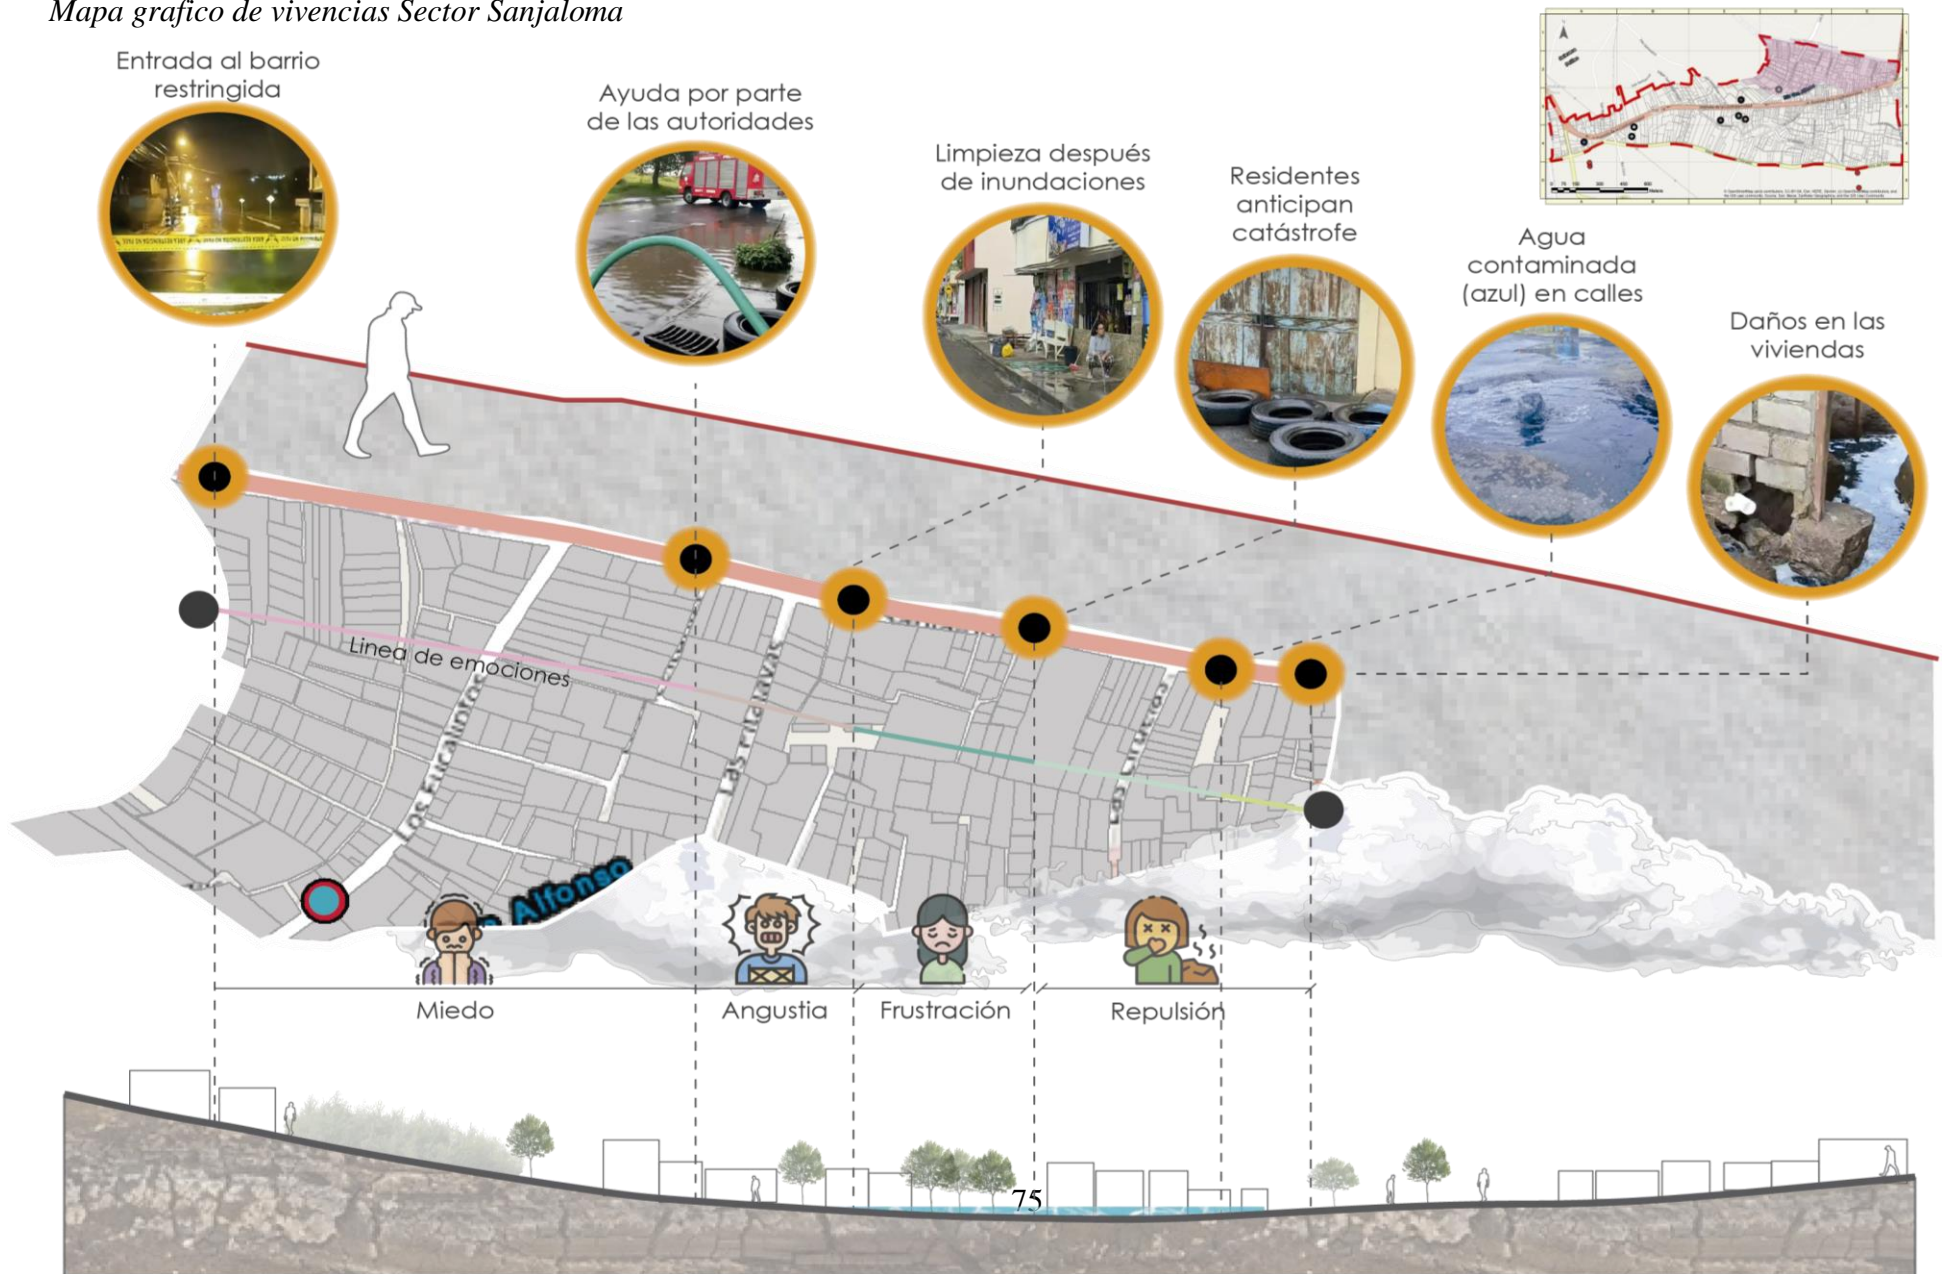 Mapa grafico de vivencias Sector Sanjaloma
Entrada al barrio
restringida
Ayuda por parte
de las autoridades
Limpieza después
de inundaciones
Residentes
anticipan
catástrofe
Agua
contaminada
(azul) en calles
Daños en las
viviendas
Linea de emociones
Los Eucaliptos
Las Malvas
Alfonso
Miedo
Angustia
Frustración
Repulsión
75